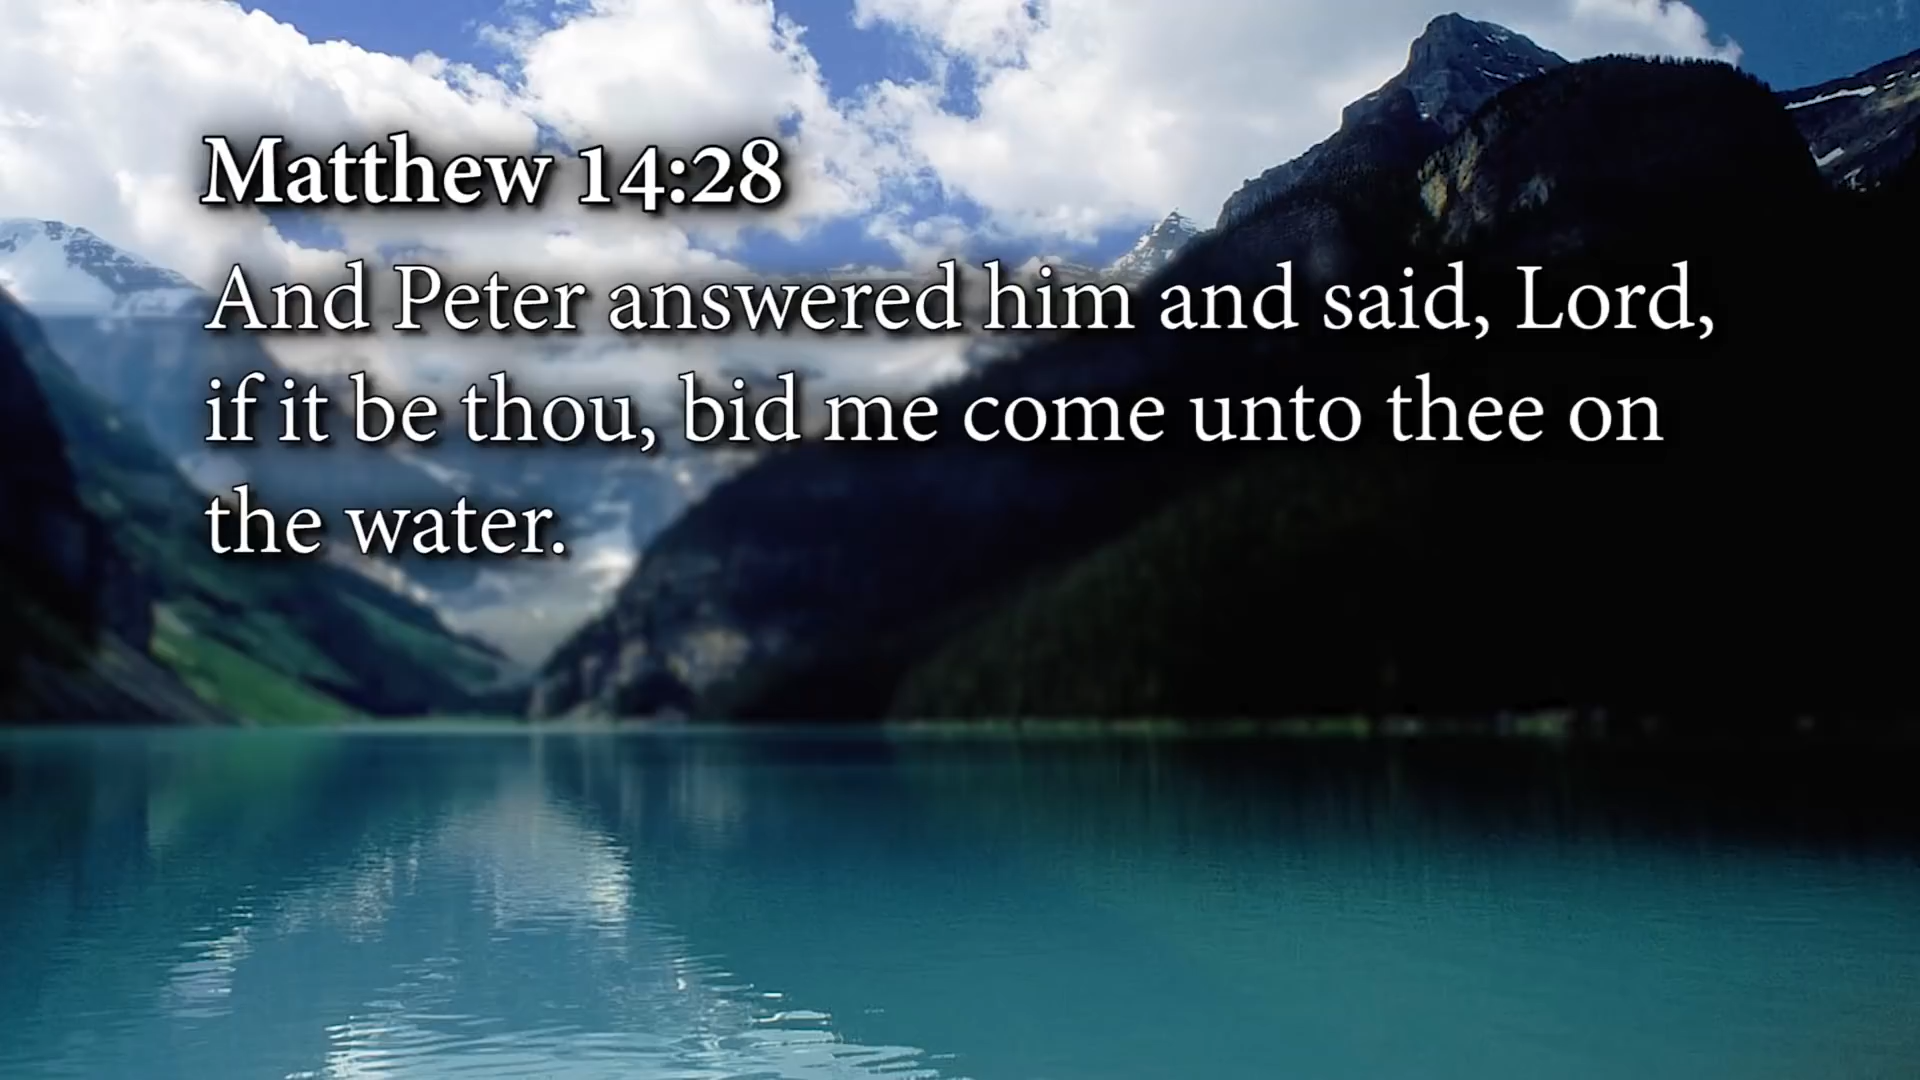 Matthew 14:28
And Peter answered him and said, Lord,
if it be thou, bid me come unto thee on
the water.